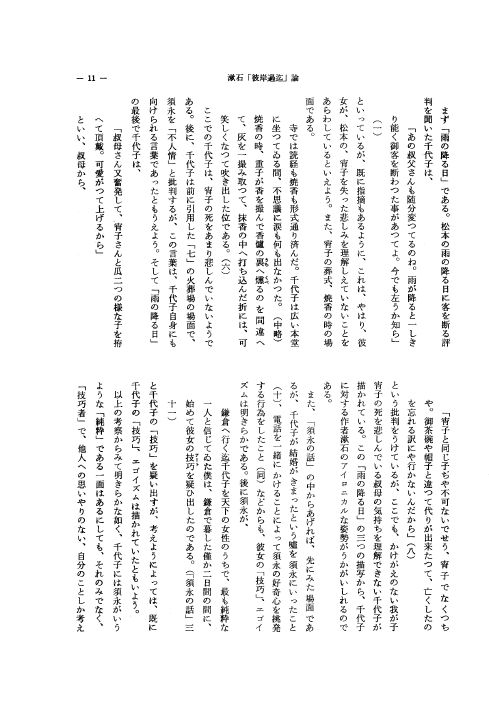 漱石「彼岸過迄」論
— 11 —
まず「雨の降る日」である。松本の雨の降る日に客を断る評
判を聞いた千代子は、
「あの叔父さんも随分変つてるのね。雨が降ると一しき
り能く御客を断わつた事があつてよ。今でも左うか知ら」
（一）
といっているが、既に指摘もあるように、これは、やはり、彼
女が、松本の、宵子を失った悲しみを理解しえていないことを
あらわしているといえよう。また、宵子の葬式、焼香の時の場
面である。
寺では読経も焼香も形式通り済んだ。千代子は広い本堂
に坐つてゐる間、不思議に涙も何も出なかつた。（中略）
焼香の時、重子が香を撮んで香爐の裏へ燻るのを間違へ
て、灰を一撮み取つて、抹香の中へ打ち込んだ折には、可
笑しくなつて吹き出した位である。（六）
ここでの千代子は、宵子の死をあまり悲しんでいないようで
ある。後に、千代子は前に引用した「七」の火葬場の場面で、
須永を「不人情」と批判するが、この言葉は、千代子自身にも
向けられる言葉であったともうえよう。そして「雨の降る日」
の最後で千代子は、
「叔母さん又奮発して、宵子さんと瓜二つの様な子を拵
へて頂戴。可愛がつて上げるから」
といい、叔母から、
「宵子と同じ子ぢや不可ないでせう、宵子でなくつち
や。御茶碗や帽子と違つて代りが出来たつて、亡くしたの
を忘れる訳にや行かないんだから」（八）
という批判をうけているが、ここでも、かけがえのない我が子
宵子の死を悲しんでいる叔母の気持ちを理解できない千代子が
描かれている。この「雨の降る日」の三つの描写から、千代子
に対する作者漱石のアイロニカルな姿勢がうかがいしれるので
ある。
また、「須永の話」の中からあげれば、先にみた場面であ
るが、千代子が結婚がきまったという嘘を須永にいったこと
（十）、電話を一緒にかけることによって須永の好奇心を挑発
する行為をしたこと（同）などからも、彼女の「技巧」、エゴイ
ズムは明きらかである。後に須永が、
鎌倉へ行く迄千代子を天下の女性のうちで、最も純粋な
一人と信じてゐた僕は、鎌倉で暮した僅か二日間の間に、
始めて彼女の技巧を疑ひ出したのである。（「須永の話」三
十一）
と千代子の「技巧」を疑い出すが、考えようによっては、既に
千代子の「技巧」、エゴイズムは描かれていたともいよう。
以上の考察からみて明きらかな如く、千代子には須永がいう
ような「純粋」である一面はあるにしても、それのみでなく、
「技巧者」で、他人への思いやりのない、自分のことしか考え